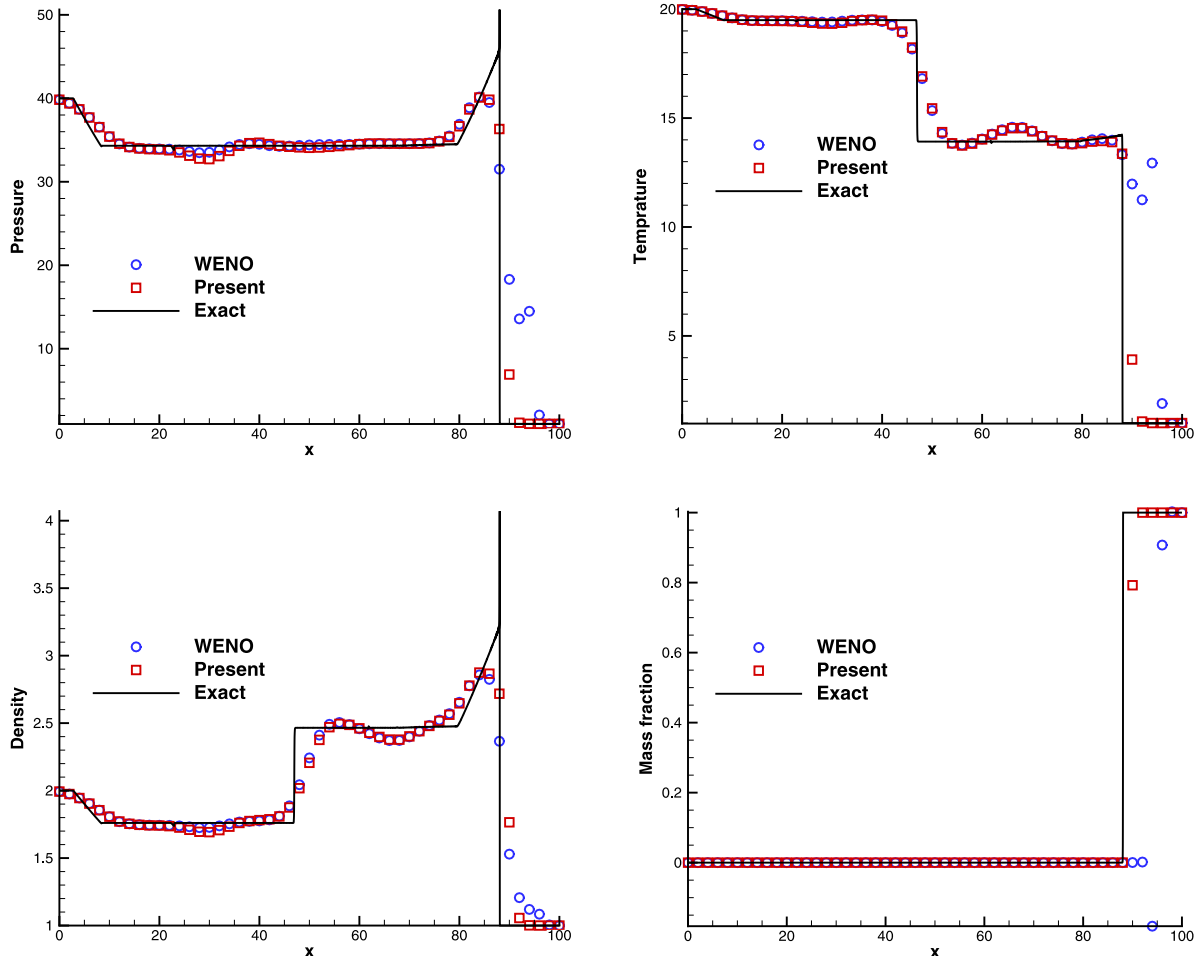 50
40
30
20
10
Pressure
WENO
Present
Exact
0 20 40 60 80 100
x
20
15
10
5
Temprature
WENO
Present
Exact
0 20 40 60 80 100
x
4
3.5
3
2.5
2
1.5
1
Density
WENO
Present
Exact
0 20 40 60 80 100
x
1
0.8
0.6
0.4
0.2
0
Mass fraction
WENO
Present
Exact
0 20 40 60 80 100
x